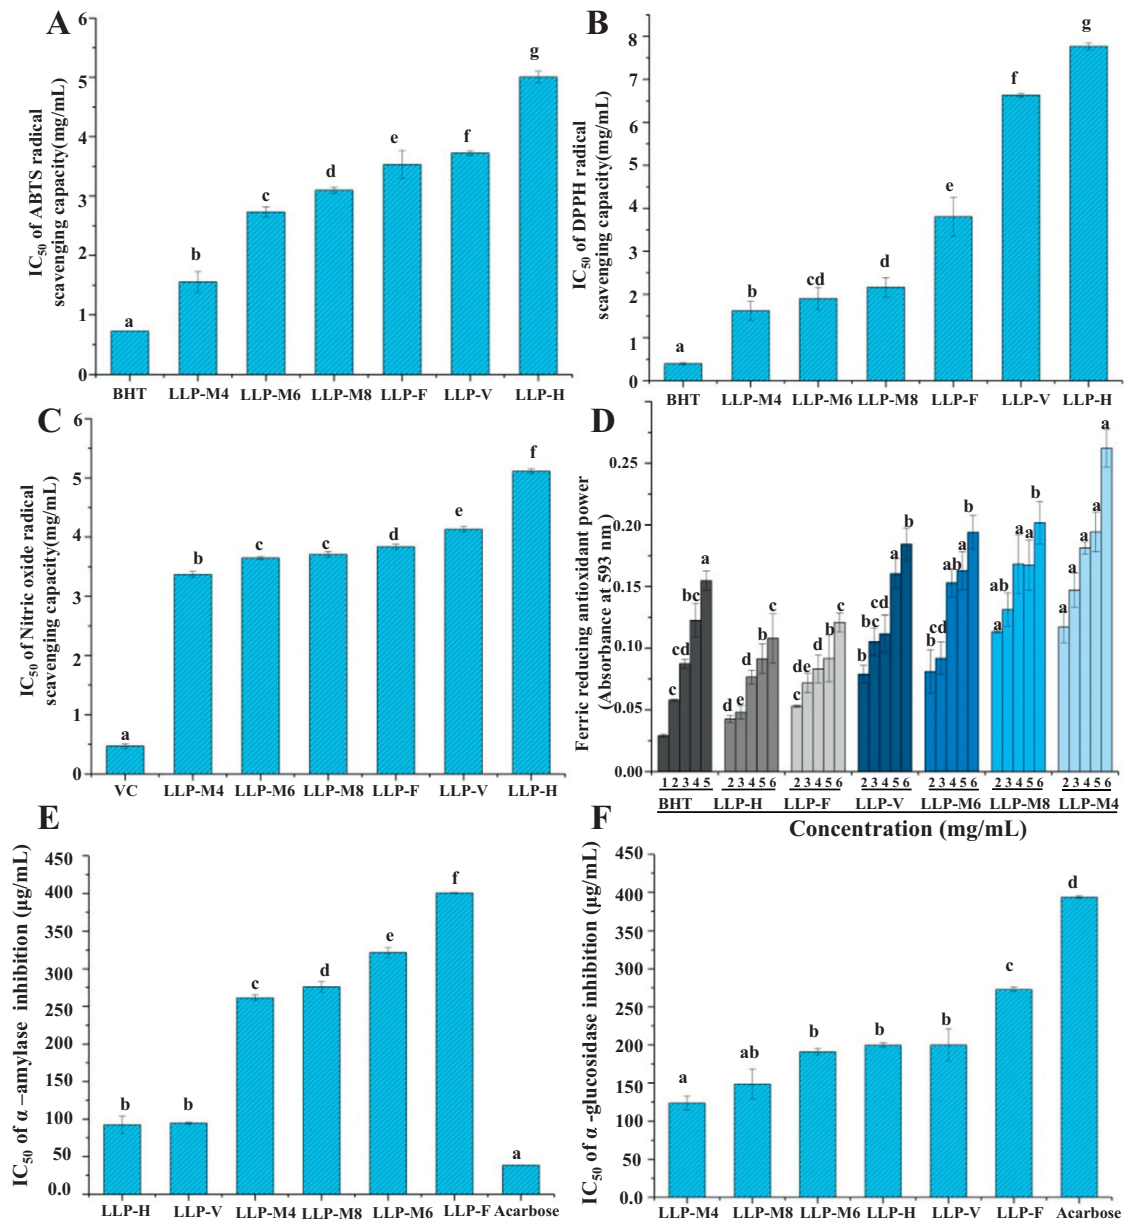 A
IC50 of ABTS radical
scavenging capacity(mg/mL)
6
5
4
3
2
1
0
a
b
c
d
e
f
g
BHT LLP-M4 LLP-M6 LLP-M8 LLP-F LLP-V LLP-H
B
IC50 of DPPH radical
scavenging capacity(mg/mL)
8
7
6
5
4
3
2
1
0
a
b
cd
d
e
f
g
BHT LLP-M4 LLP-M6 LLP-M8 LLP-F LLP-V LLP-H
C
IC50 of Nitric oxide radical
scavenging capacity(mg/mL)
6
5
4
3
2
1
0
a
b
c
c
d
e
f
VC LLP-M4 LLP-M6 LLP-M8 LLP-F LLP-V LLP-H
D
Ferric reducing antioxidant power
(Absorbance at 593 nm )
0.25
0.20
0.15
0.10
0.05
0.00
c cd bc a
d e d b c
c de d b c
b bc cd a b
b cd ab a b
a ab a a b
a a a a a
1 2 3 4 5 2 3 4 5 6 2 3 4 5 6 2 3 4 5 6 2 3 4 5 6 2 3 4 5 6 2 3 4 5 6
BHT LLP-H LLP-F LLP-V LLP-M6 LLP-M8 LLP-M4
Concentration (mg/mL)
E
IC50 of α –amylase inhibition (µg/mL)
450
400
350
300
250
200
150
100
50
0.0
b
b
c
d
e
f
a
LLP-H LLP-V LLP-M4 LLP-M8 LLP-M6 LLP-F Acarbose
F
IC50 of α -glucosidase inhibition (µg/mL)
450
400
350
300
250
200
150
100
50
0.0
a
ab
b
b
b
c
d
LLP-M4 LLP-M8 LLP-M6 LLP-H LLP-V LLP-F Acarbose